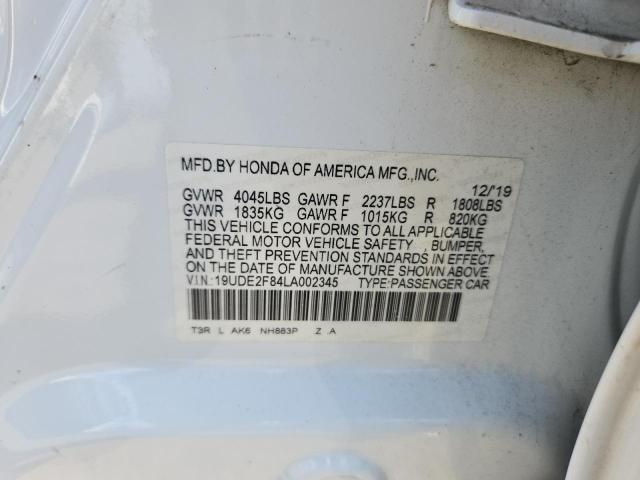 MFD.BY HONDA OF AMERICA MFG.,INC.
12/'19
GVWR 4045LBS GAWR F 2237LBS R 1808LBS
GVWR 1835KG GAWR F 1015KG R 820KG
THIS VEHICLE CONFORMS TO ALL APPLICABLE
FEDERAL MOTOR VEHICLE SAFETY , BUMPER,
AND THEFT PREVENTION STANDARDS IN EFFECT
ON THE DATE OF MANUFACTURE SHOWN ABOVE.
VIN:19UDE2F84LA002345 TYPE:PASSENGER CAR
T3R L AK6 NH883P Z .A